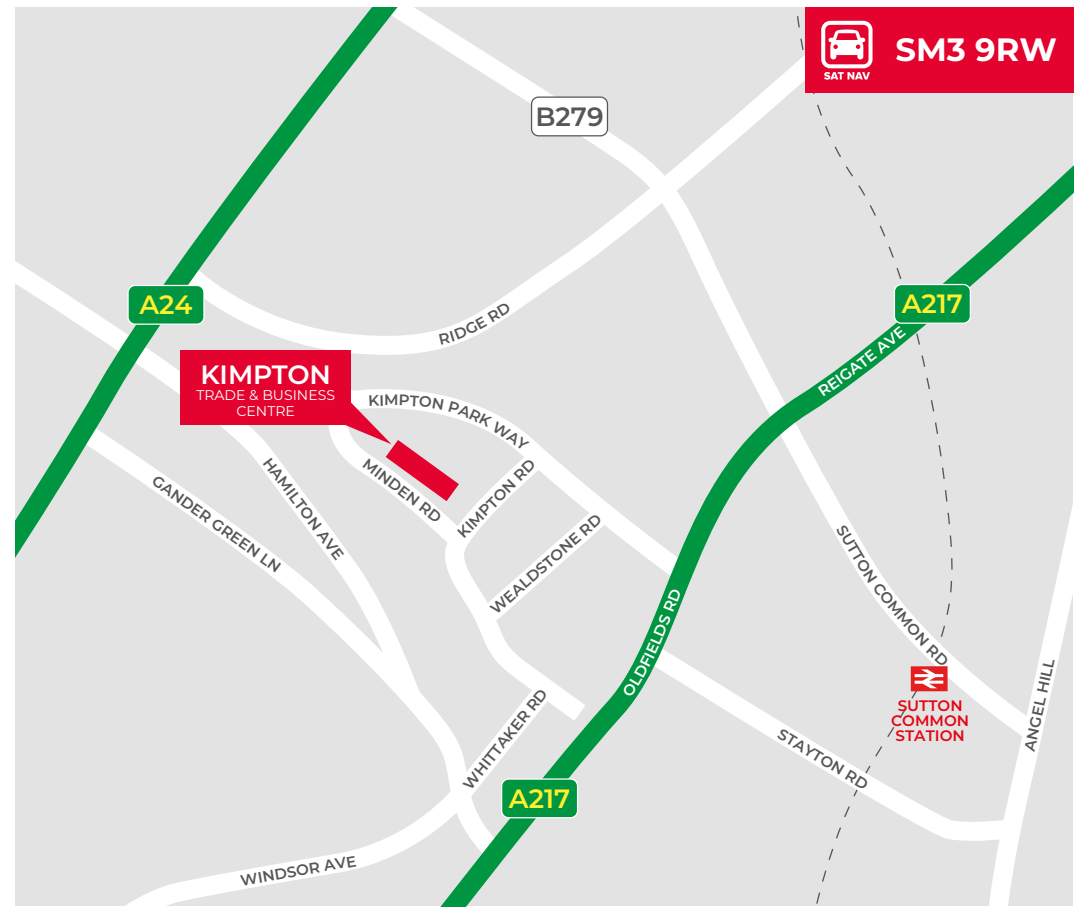 SAT NAV
SM3 9RW
B279
A24
A217
RIDGE RD
REIGATE AVE
KIMPTON
TRADE & BUSINESS
CENTRE
KIMPTON PARK WAY
MINDEN RD
KIMPTON RD
HAMILTON AVE
GANDER GREEN LN
WEALDSTONE RD
SUTTON COMMON RD
OLDFIELDS RD
ANGEL HILL
SUTTON
COMMON
STATION
WHITTAKER RD
STAYTON RD
A217
WINDSOR AVE